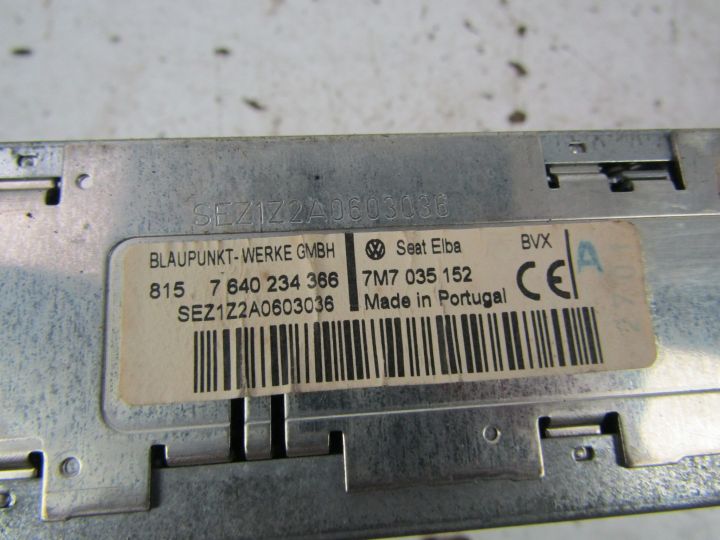 SEZ1Z2A0603036
BLAUPUNKT-WERKE GMBH
815 7 640 234 366
SEZ1Z2A0603036
Seat Elba BVX
7M7 035 152
Made in Portugal CE
A